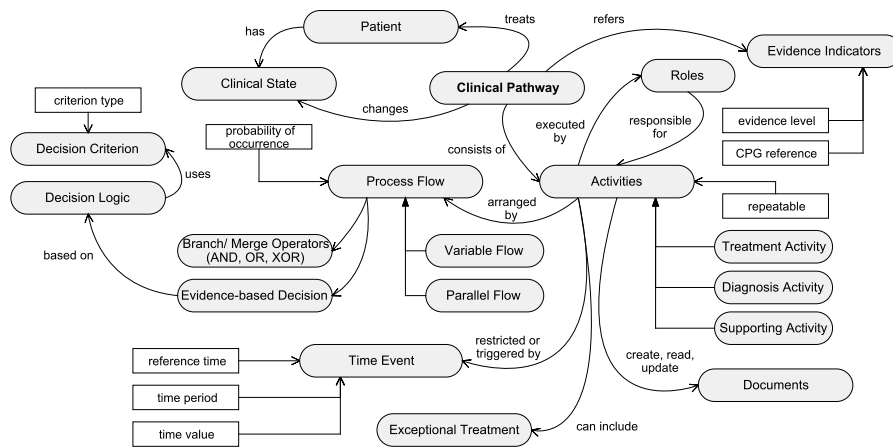 treats
refers
has
Patient
Evidence Indicators
Roles
Clinical State
Clinical Pathway
criterion type
changes
executed
by
responsible
for
evidence level
probability of
occurrence
Decision Criterion
consists of
CPG reference
uses
Process Flow
Activities
Decision Logic
arranged
by
repeatable
Branch/ Merge Operators
(AND, OR, XOR)
Variable Flow
Treatment Activity
based on
Evidence-based Decision
Parallel Flow
Diagnosis Activity
Supporting Activity
restricted or
triggered by
reference time
Time Event
create, read,
update
Documents
time period
time value
Exceptional Treatment
can include